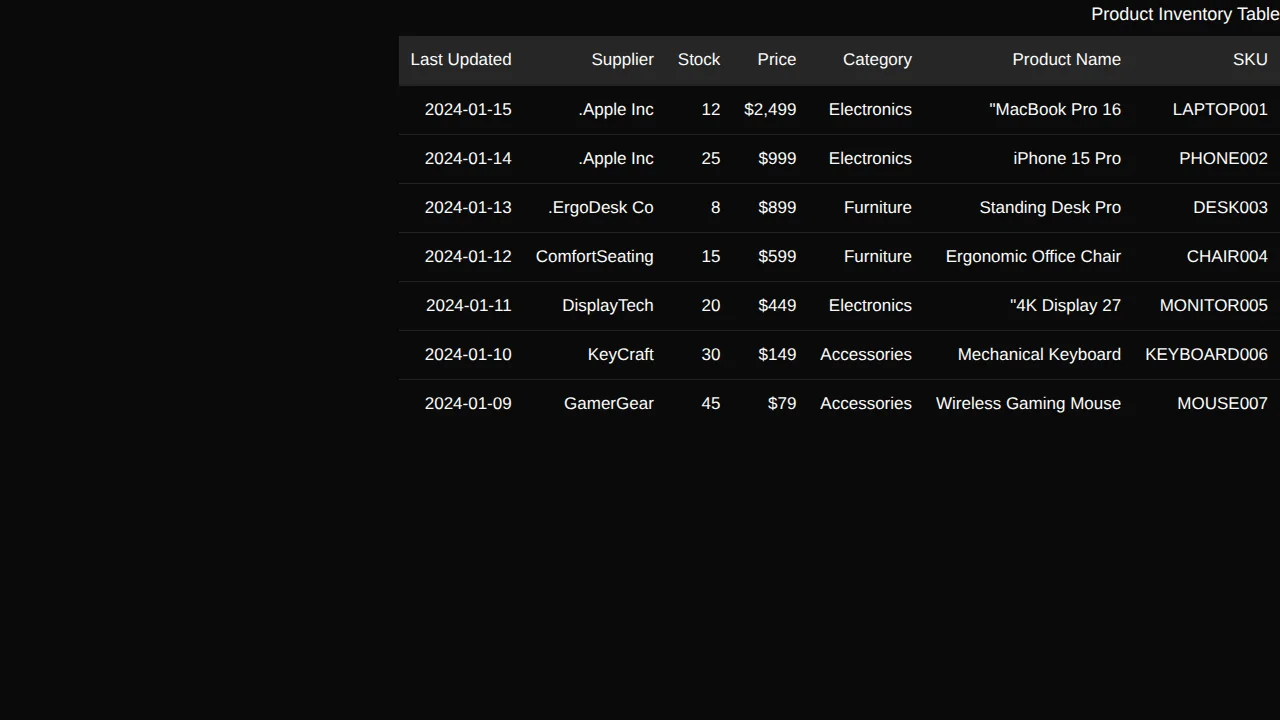 Product Inventory Table
Last Updated Supplier Stock Price Category Product Name SKU
2024-01-15 .Apple Inc 12 $2,499 Electronics "MacBook Pro 16 LAPTOP001
2024-01-14 .Apple Inc 25 $999 Electronics iPhone 15 Pro PHONE002
2024-01-13 .ErgoDesk Co 8 $899 Furniture Standing Desk Pro DESK003
2024-01-12 ComfortSeating 15 $599 Furniture Ergonomic Office Chair CHAIR004
2024-01-11 DisplayTech 20 $449 Electronics "4K Display 27 MONITOR005
2024-01-10 KeyCraft 30 $149 Accessories Mechanical Keyboard KEYBOARD006
2024-01-09 GamerGear 45 $79 Accessories Wireless Gaming Mouse MOUSE007